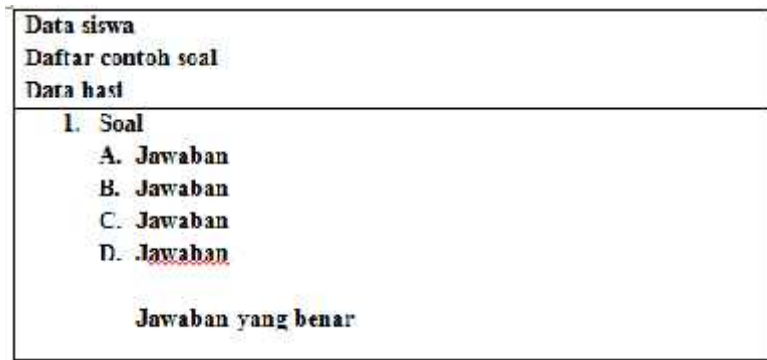 Data siswa
Daftar contoh soal
Data hasi
1. Soal
A. Jawaban
B. Jawaban
C. Jawaban
D. Jawaban
Jawaban yang benar